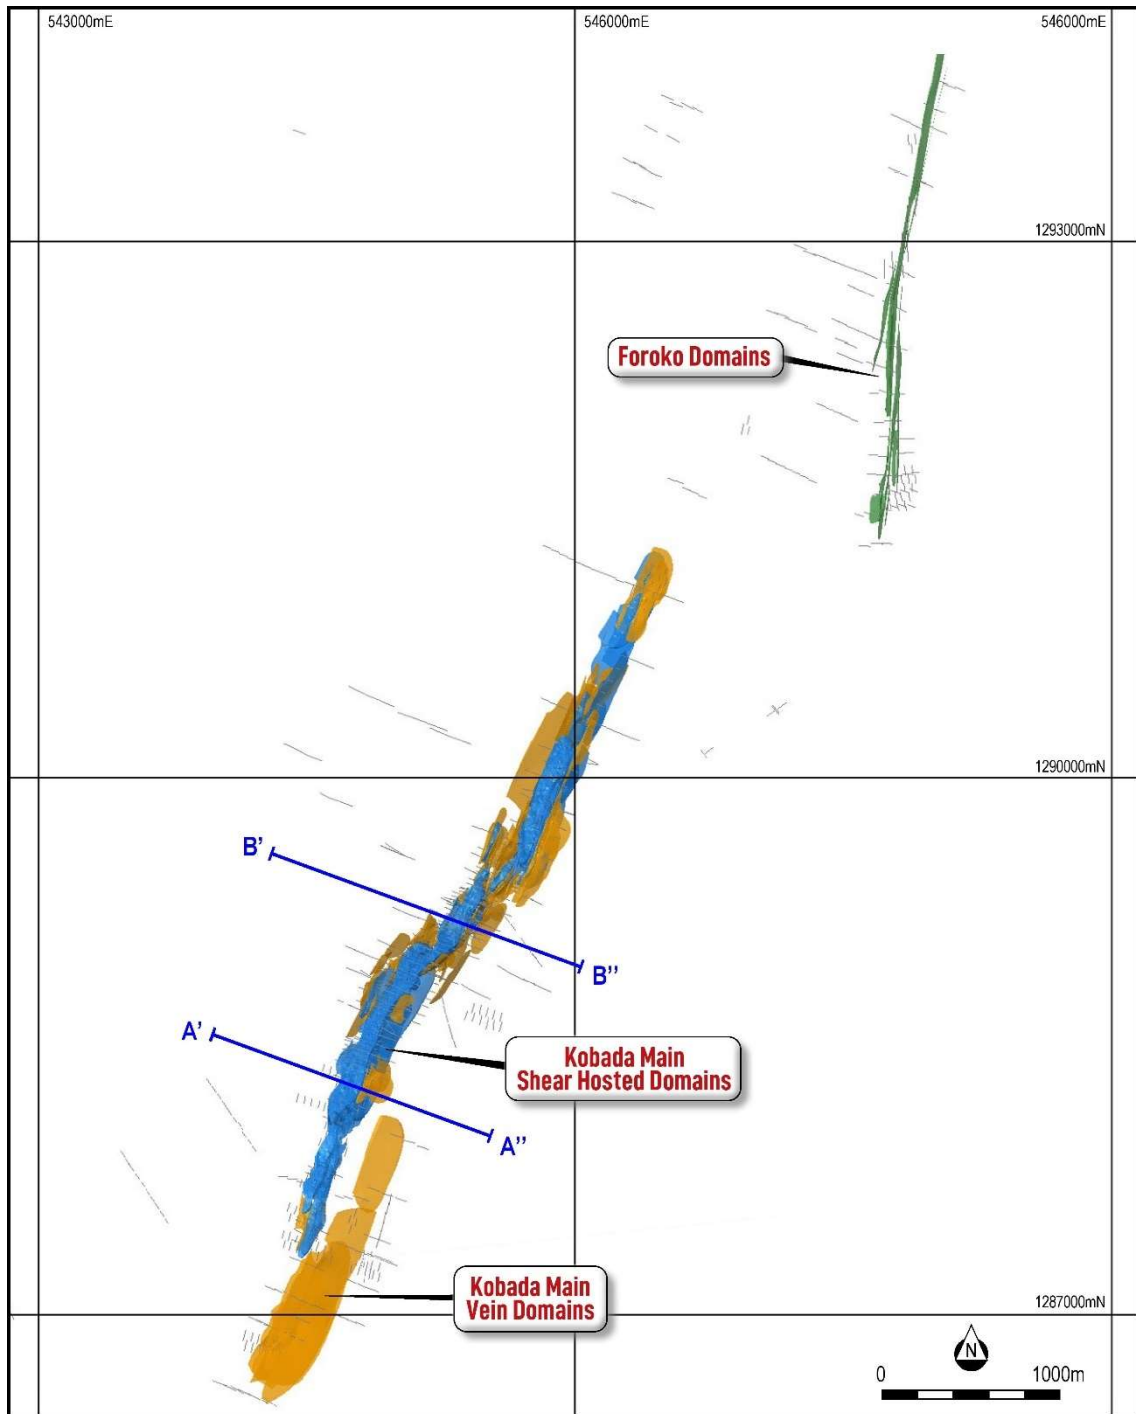 543000mE
546000mE
546000mE
1293000mN
Foroko Domains
1290000mN
B'
B''
A'
Kobada Main
Shear Hosted Domains
A''
Kobada Main
Vein Domains
1287000mN
N
0
1000m